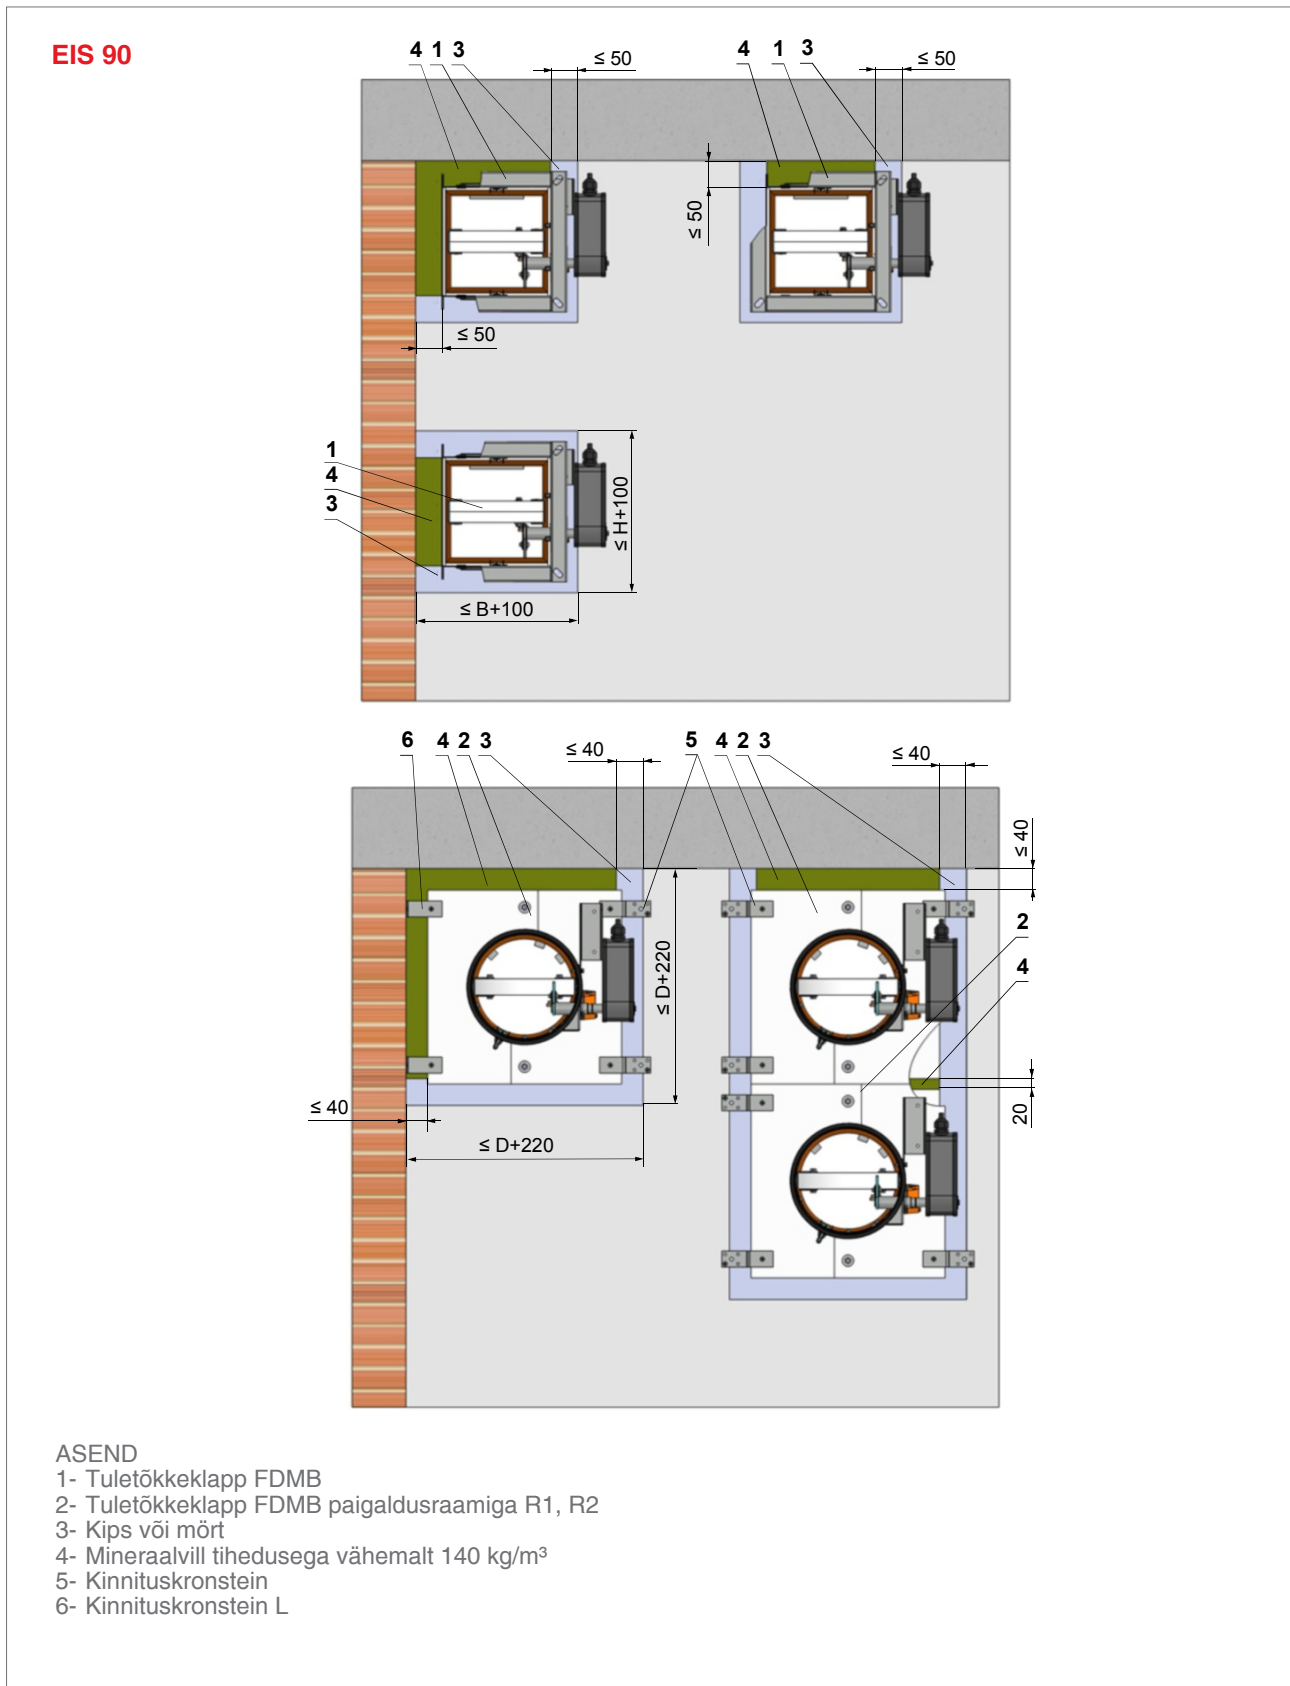 EIS 90
4 1 3
≤ 50
4 1 3
≤ 50
≤ 50
≤ 50
1
4
3
≤ H+100
≤ B+100
6 4 2 3
≤ 40
5 4 2 3
≤ 40
≤ 40
2
4
≤ D+220
20
≤ 40
≤ D+220
ASEND
1- Tuletõkkeklapp FDMB
2- Tuletõkkeklapp FDMB paigaldusraamiga R1, R2
3- Kips või mört
4- Mineraalvill tihedusega vähemalt 140 kg/m³
5- Kinnituskronstein
6- Kinnituskronstein L